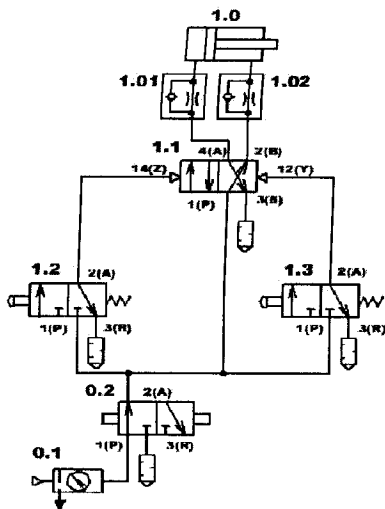 1.0
1.01 1.02
1.1 4(A) 2(B)
14(Z) 12(Y)
1(P) 3(S)
1.2 2(A) 1.3 2(A)
1(P) 3(R) 1(P) 3(R)
0.2 2(A)
1(P) 3(R)
0.1